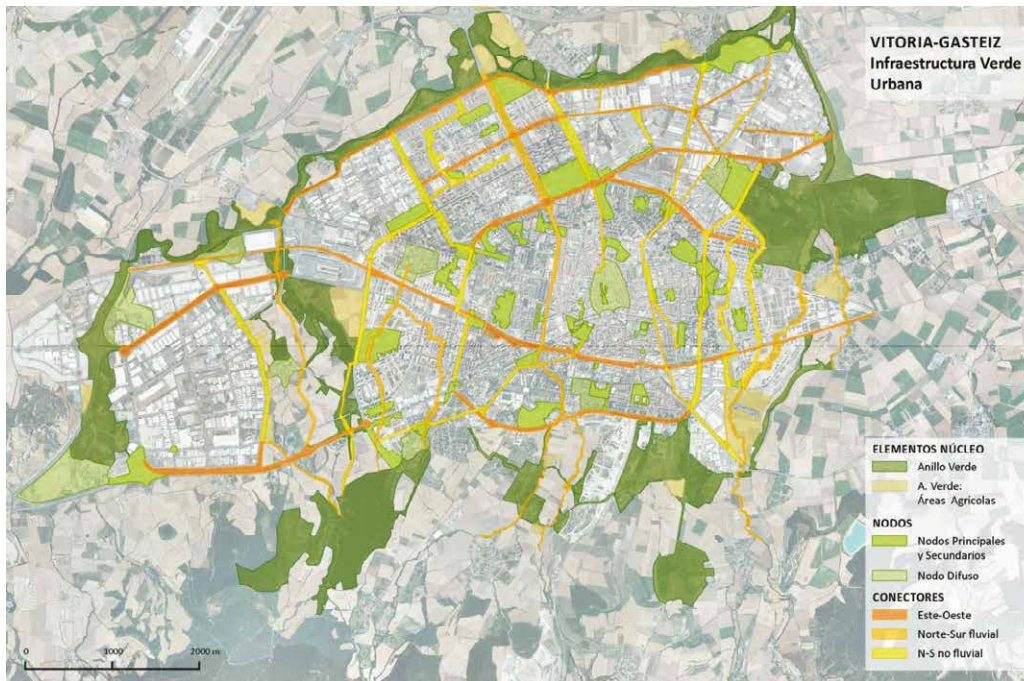 VITORIA-GASTEIZ
Infraestructura Verde
Urbana
ELEMENTOS NÚCLEO
Anillo Verde
A. Verde:
Áreas Agrícolas
NODOS
Nodos Principales
y Secundarios
Nodo Difuso
CONECTORES
Este-Oeste
Norte-Sur fluvial
N-S no fluvial
0 1000 2000 m